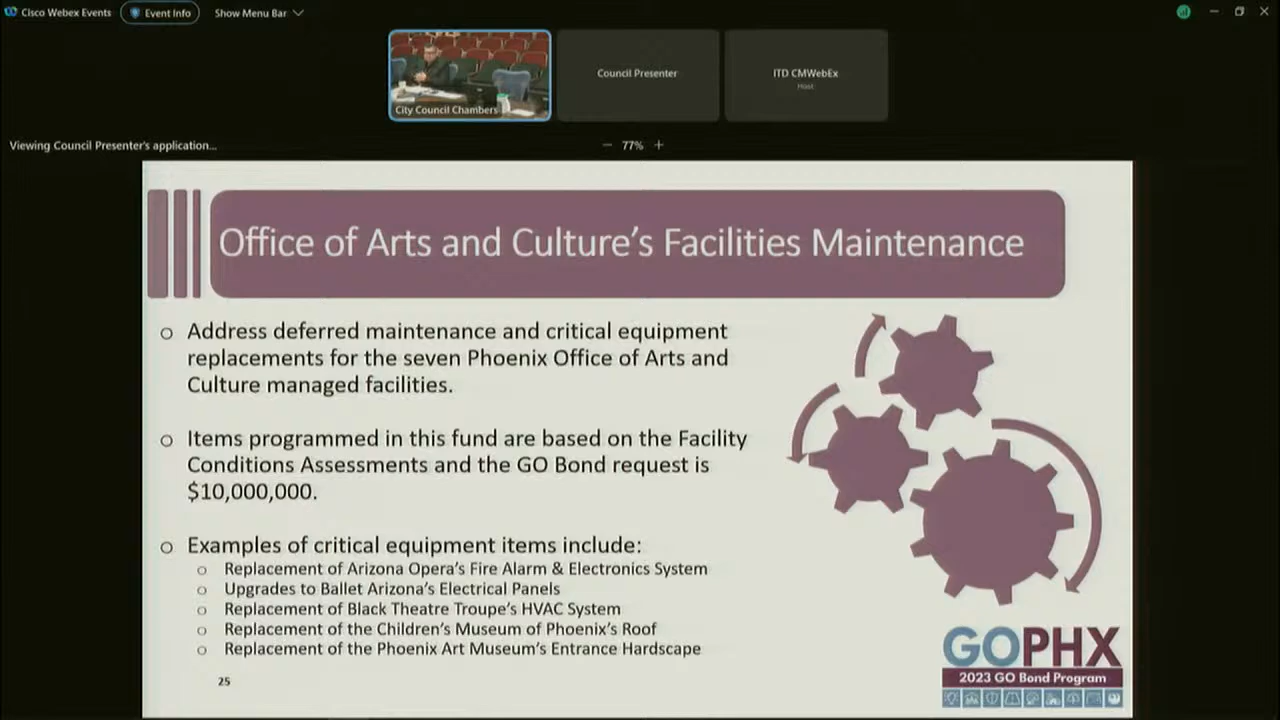 Cisco Webex Events
Event Info
Show Menu Bar
City Council Chambers
Council Presenter
ITD CMWebEx
Host
Viewing Council Presenter's application...
77%
Office of Arts and Culture's Facilities Maintenance
Address deferred maintenance and critical equipment
replacements for the seven Phoenix Office of Arts and
Culture managed facilities.
Items programmed in this fund are based on the Facility
Conditions Assessments and the GO Bond request is
$10,000,000.
Examples of critical equipment items include:
Replacement of Arizona Opera's Fire Alarm & Electronics System
Upgrades to Ballet Arizona's Electrical Panels
Replacement of Black Theatre Troupe's HVAC System
Replacement of the Children's Museum of Phoenix's Roof
Replacement of the Phoenix Art Museum's Entrance Hardscape
25
GOPHX
2023 GO Bond Program